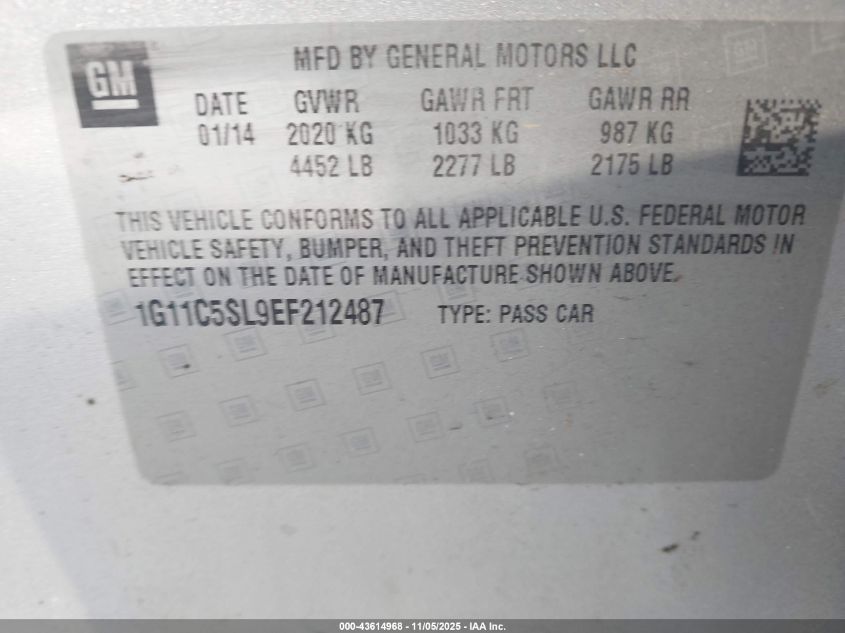 GM
MFD BY GENERAL MOTORS LLC
DATE GVWR GAWR FRT GAWR RR
01/14 2020 KG 1033 KG 987 KG
4452 LB 2277 LB 2175 LB
THIS VEHICLE CONFORMS TO ALL APPLICABLE U.S. FEDERAL MOTOR
VEHICLE SAFETY, BUMPER, AND THEFT PREVENTION STANDARDS IN
EFFECT ON THE DATE OF MANUFACTURE SHOWN ABOVE.
1G11C5SL9EF212487 TYPE: PASS CAR
000-43614968 - 11/05/2025 - IAA Inc.